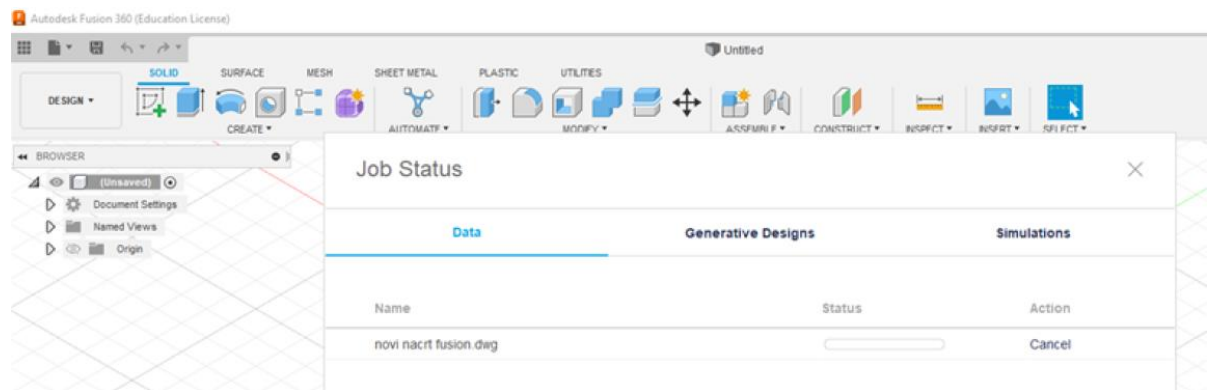 Autodesk Fusion 360 (Education License)
Untitled
SOLID SURFACE MESH SHEET METAL PLASTIC UTILITIES
DESIGN
CREATE AUTOMATE MODIFY ASSEMBLE CONSTRUCT INSPECT INSERT SELECT
BROWSER
(Unsaved)
Document Settings
Named Views
Origin
Job Status
Data Generative Designs Simulations
Name Status Action
novi nacrt fusion.dwg Cancel